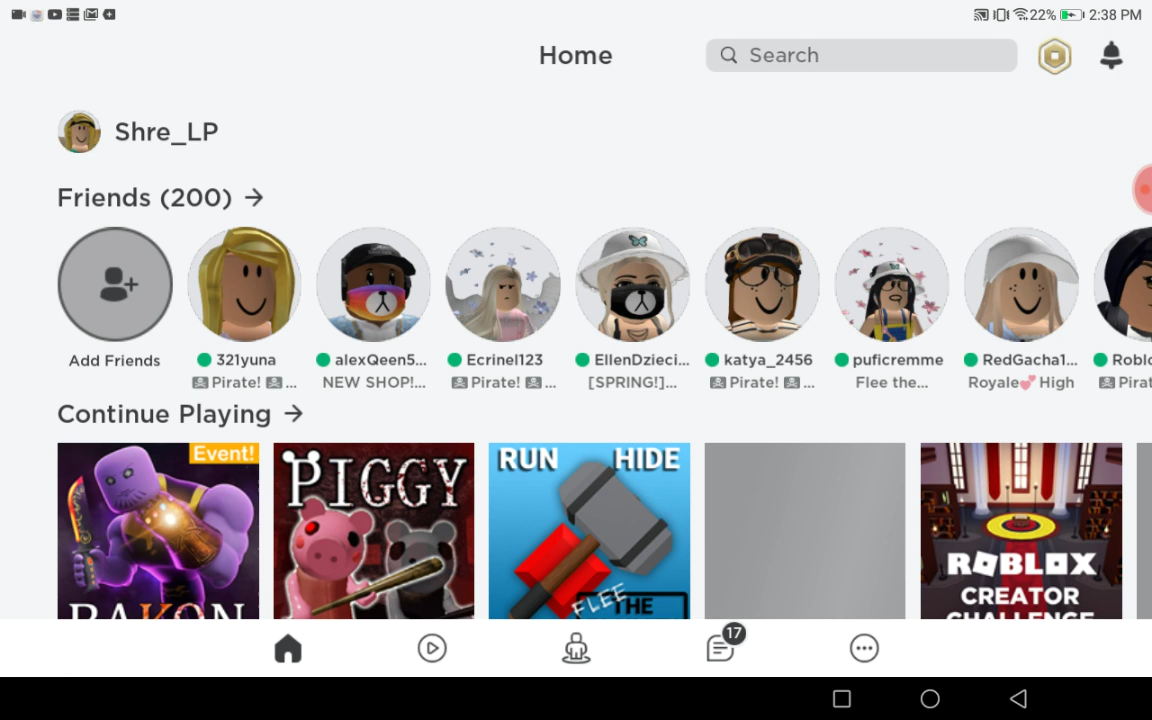 22% 2:38 PM
Home
Search
Shre_LP
Friends (200) →
Add Friends
321yuna
Pirate! ...
alexQeen5...
NEW SHOP!...
Ecrinel123
Pirate! ...
EllenDzieci...
[SPRING!]...
katya_2456
Pirate! ...
puficremme
Flee the...
RedGacha1...
Royale💕High
Roblo
Pirat
Continue Playing →
Event!
BAKON
PIGGY
RUN HIDE
FLEE
THE
ROBLOX
CREATOR
CHALLENGE
17